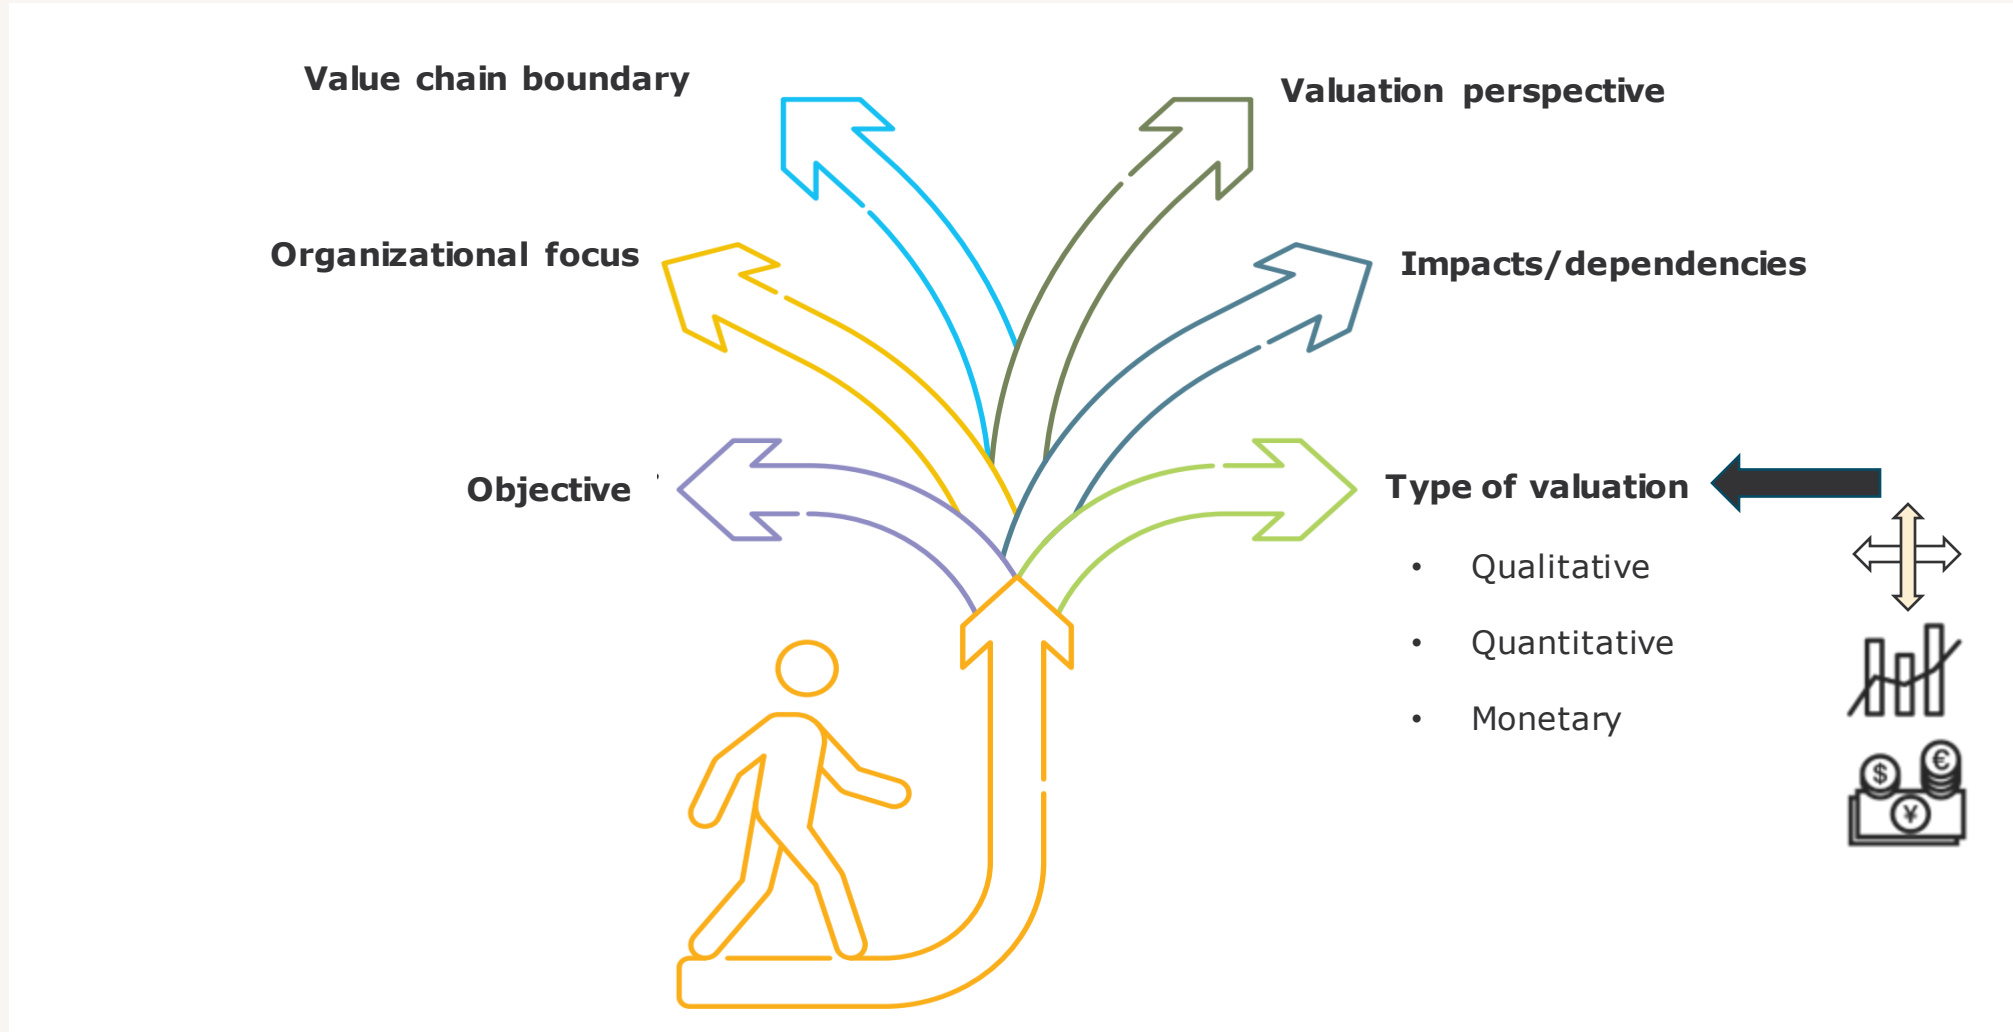 Value chain boundary
Valuation perspective
Organizational focus
Impacts/dependencies
Objective
Type of valuation
• Qualitative
• Quantitative
• Monetary
$
€
¥